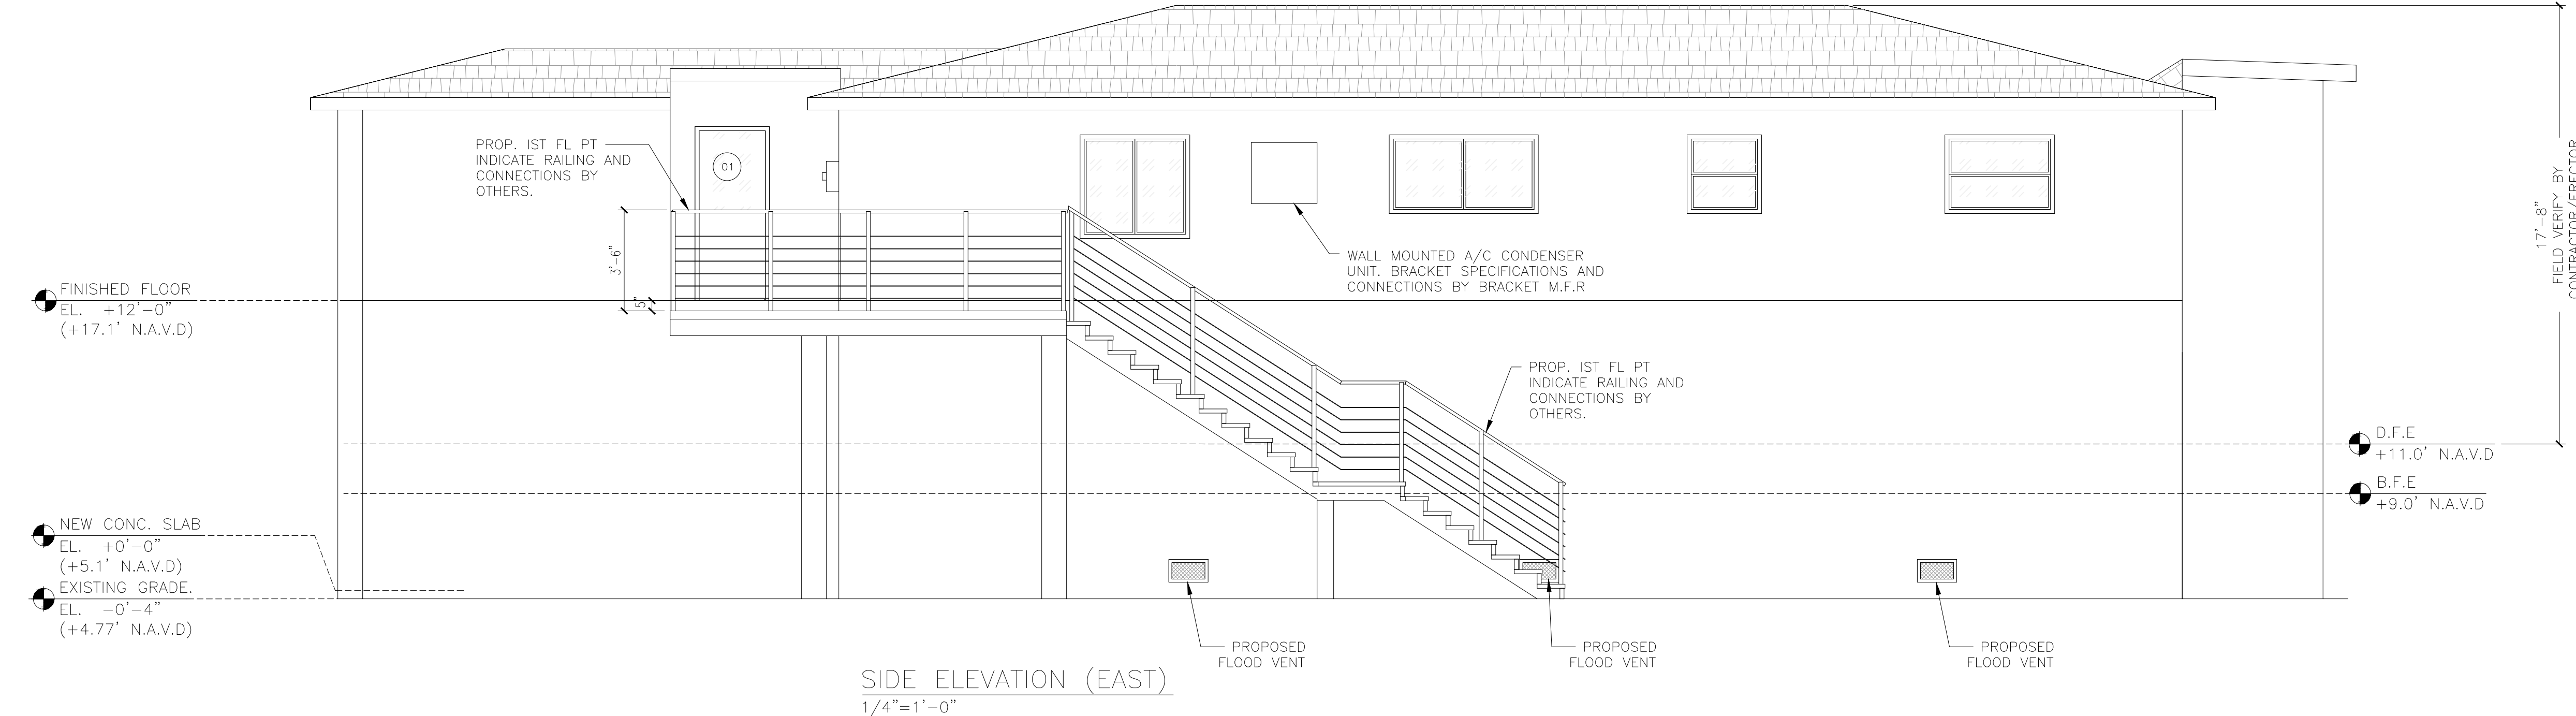 PROP. IST FL PT
INDICATE RAILING AND
CONNECTIONS BY
OTHERS.
01
3'-6"
5"
WALL MOUNTED A/C CONDENSER
UNIT. BRACKET SPECIFICATIONS AND
CONNECTIONS BY BRACKET M.F.R
17'-8"
FIELD VERIFY BY
CONTRACTOR/ERECTOR
FINISHED FLOOR
EL. +12'-0"
(+17.1' N.A.V.D)
PROP. IST FL PT
INDICATE RAILING AND
CONNECTIONS BY
OTHERS.
D.F.E
+11.0' N.A.V.D
B.F.E
+9.0' N.A.V.D
NEW CONC. SLAB
EL. +0'-0"
(+5.1' N.A.V.D)
EXISTING GRADE.
EL. -0'-4"
(+4.77' N.A.V.D)
PROPOSED
FLOOD VENT
PROPOSED
FLOOD VENT
PROPOSED
FLOOD VENT
SIDE ELEVATION (EAST)
1/4"=1'-0"